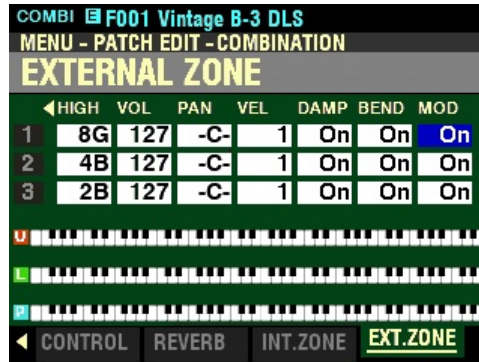 COMBI E F001 Vintage B-3 DLS
MENU - PATCH EDIT - COMBINATION
EXTERNAL ZONE
HIGH VOL PAN VEL DAMP BEND MOD
1 8G 127 -C- 1 On On On
2 4B 127 -C- 1 On On On
3 2B 127 -C- 1 On On On
U
L
P
CONTROL REVERB INT.ZONE EXT.ZONE